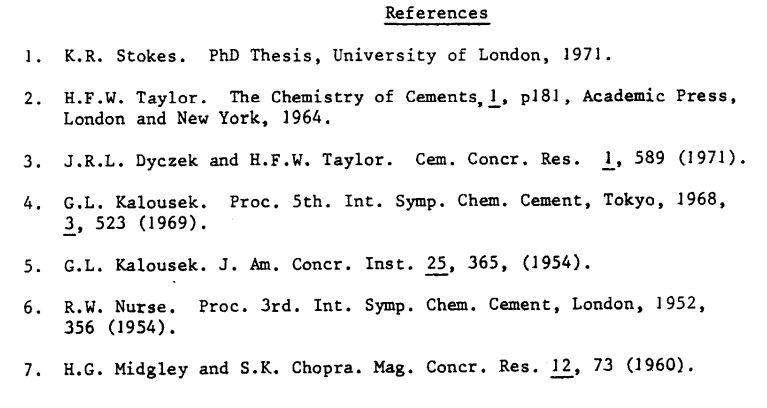 References
1. K.R. Stokes. PhD Thesis, University of London, 1971.
2. H.F.W. Taylor. The Chemistry of Cements, 1, p181, Academic Press,
London and New York, 1964.
3. J.R.L. Dyczek and H.F.W. Taylor. Cem. Concr. Res. 1, 589 (1971).
4. G.L. Kalousek. Proc. 5th. Int. Symp. Chem. Cement, Tokyo, 1968,
3, 523 (1969).
5. G.L. Kalousek. J. Am. Concr. Inst. 25, 365, (1954).
6. R.W. Nurse. Proc. 3rd. Int. Symp. Chem. Cement, London, 1952,
356 (1954).
7. H.G. Midgley and S.K. Chopra. Mag. Concr. Res. 12, 73 (1960).